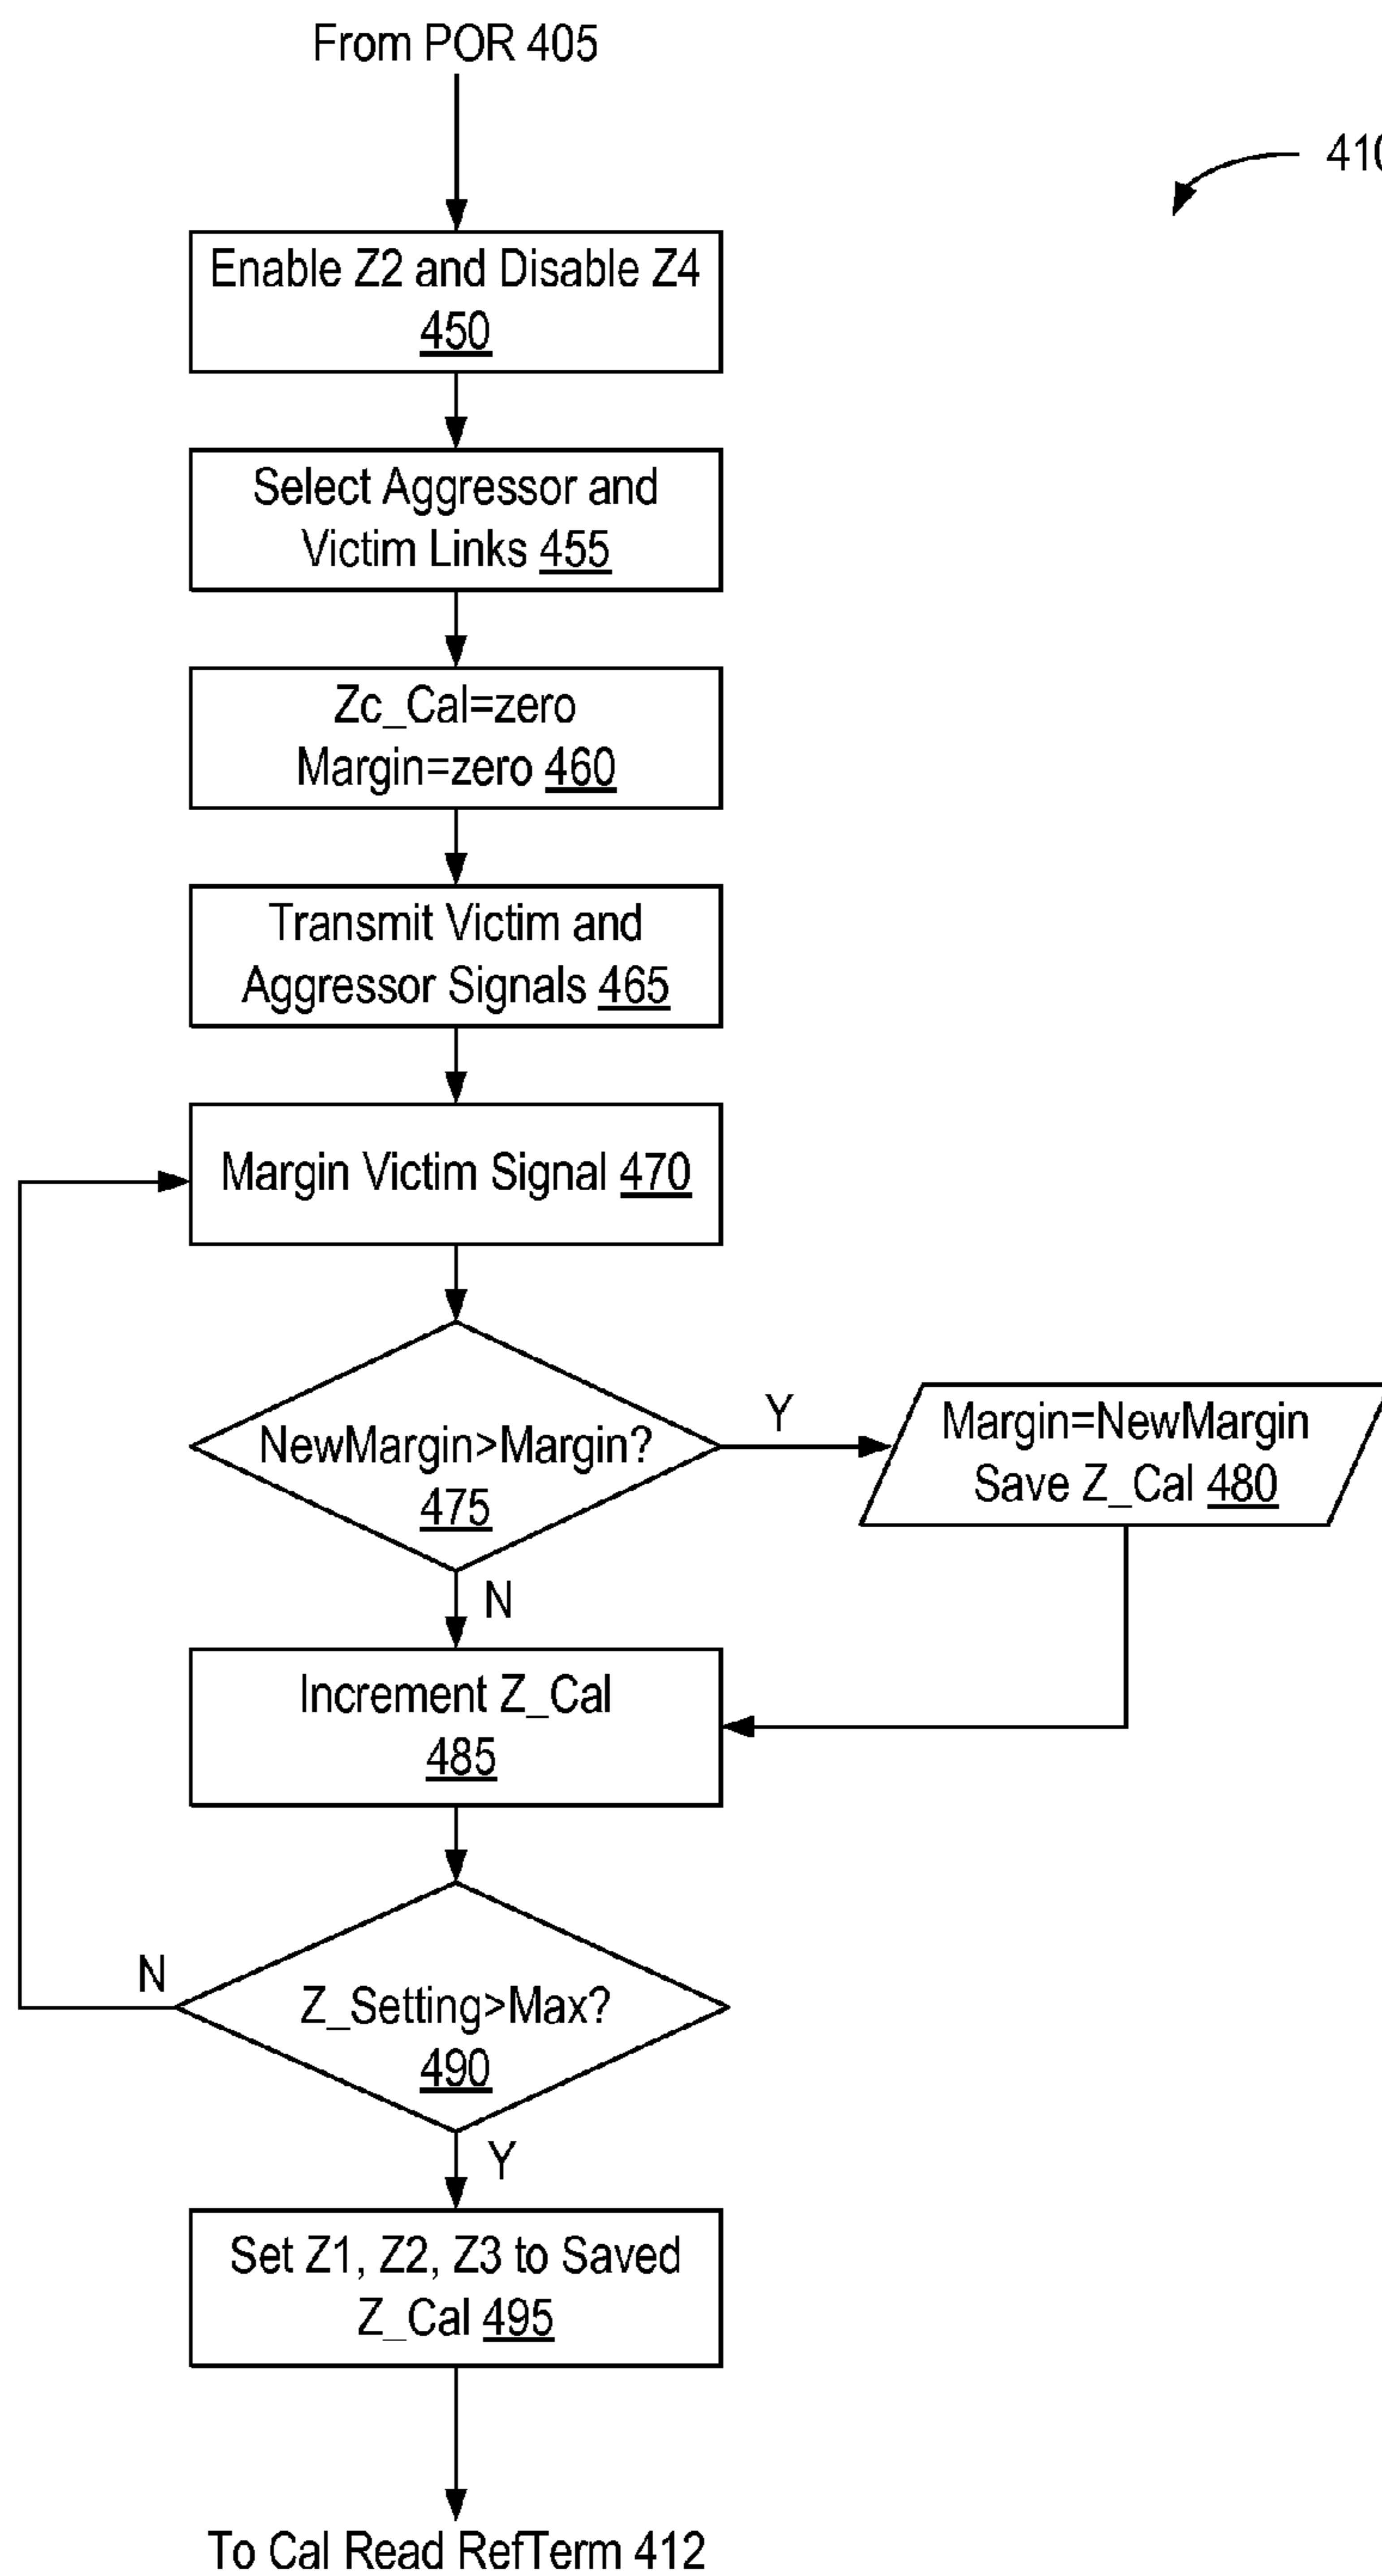 From POR 405
410
Enable Z2 and Disable Z4
450
Select Aggressor and
Victim Links 455
Zc_Cal=zero
Margin=zero 460
Transmit Victim and
Aggressor Signals 465
Margin Victim Signal 470
NewMargin>Margin?
475
Y
Margin=NewMargin
Save Z_Cal 480
N
Increment Z_Cal
485
N
Z_Setting>Max?
490
Y
Set Z1, Z2, Z3 to Saved
Z_Cal 495
To Cal Read RefTerm 412